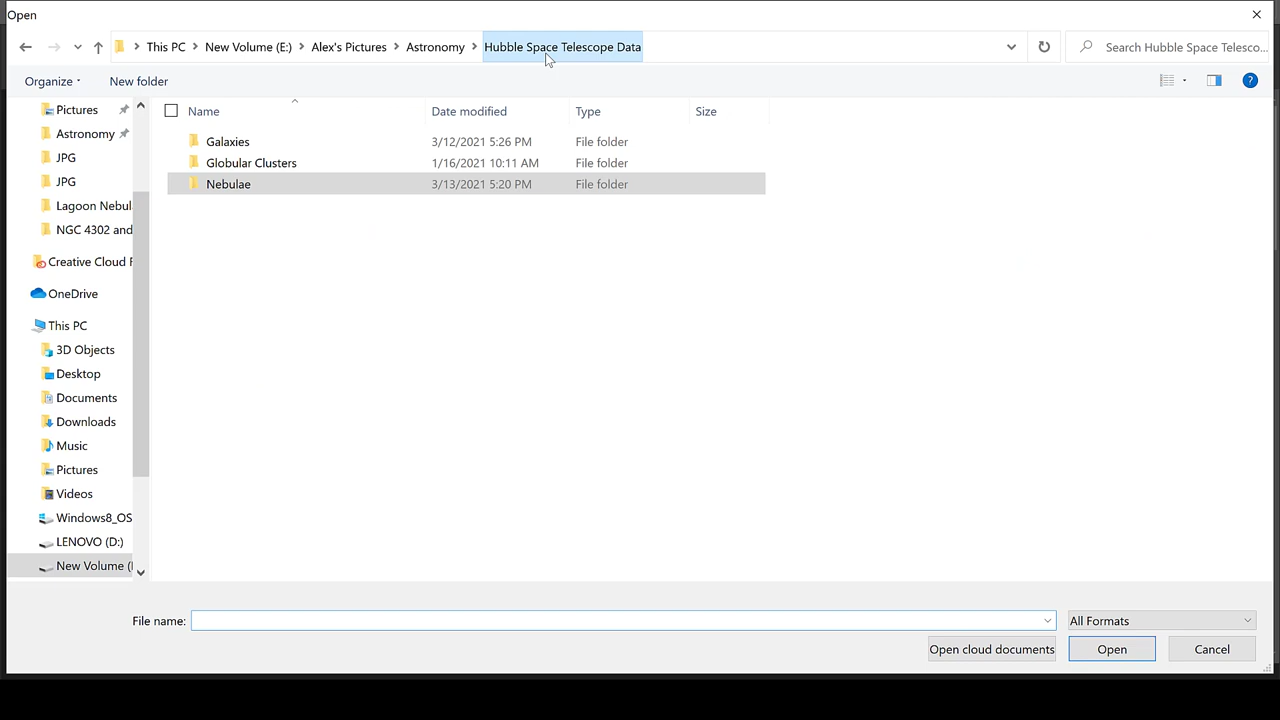 Open
This PC New Volume (E:) Alex's Pictures Astronomy Hubble Space Telescope Data
Search Hubble Space Telesco...
Organize
New folder
Name Date modified Type Size
Galaxies 3/12/2021 5:26 PM File folder
Globular Clusters 1/16/2021 10:11 AM File folder
Nebulae 3/13/2021 5:20 PM File folder
Pictures
Astronomy
JPG
JPG
Lagoon Nebul
NGC 4302 and
Creative Cloud F
OneDrive
This PC
3D Objects
Desktop
Documents
Downloads
Music
Pictures
Videos
Windows8_OS
LENOVO (D:)
New Volume (
File name:
All Formats
Open cloud documents
Open
Cancel